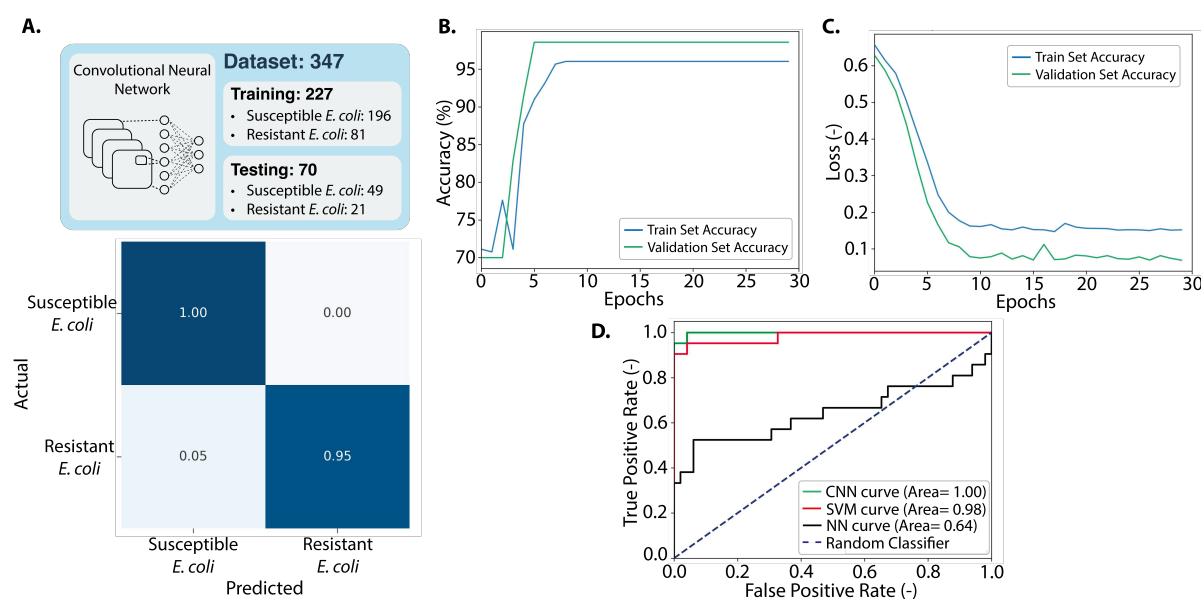 A.
Convolutional Neural
Network
Dataset: 347
Training: 227
• Susceptible E. coli: 196
• Resistant E. coli: 81
Testing: 70
• Susceptible E. coli: 49
• Resistant E. coli: 21
Actual
Susceptible
E. coli
1.00
0.00
Resistant
E. coli
0.05
0.95
Susceptible
E. coli
Resistant
E. coli
Predicted
B.
Accuracy (%)
95
90
85
80
75
70
0
5
10
15
20
25
30
Epochs
Train Set Accuracy
Validation Set Accuracy
C.
Loss (-)
0.6
0.5
0.4
0.3
0.2
0.1
0
5
10
15
20
25
30
Epochs
Train Set Accuracy
Validation Set Accuracy
D.
True Positive Rate (-)
1.0
0.8
0.6
0.4
0.2
0.0
0.0
0.2
0.4
0.6
0.8
1.0
False Positive Rate (-)
CNN curve (Area= 1.00)
SVM curve (Area= 0.98)
NN curve (Area= 0.64)
Random Classifier